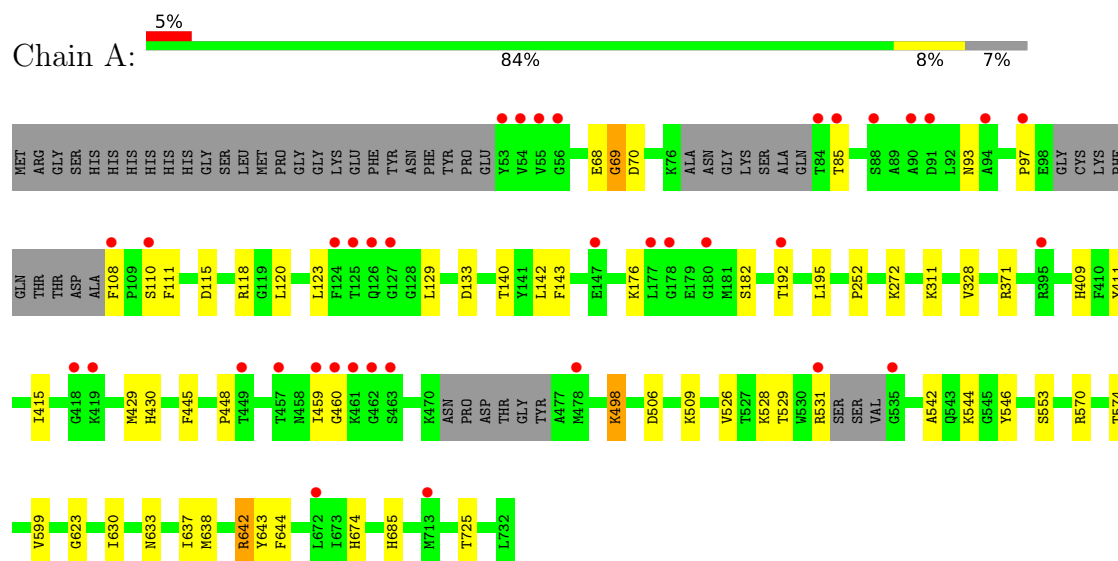 5%
Chain A:
84% 8% 7%
MET ARG GLY SER HIS HIS HIS HIS HIS HIS GLY SER LEU MET PRO GLY GLY LYS GLU PHE TYR ASN PHE TYR PRO GLU Y53 V54 V55 G56 E68 G69 D70 K76 ALA ASN GLY LYS SER ALA GLN T84 T85 S88 A89 A90 D91 L92 N93 A94 P97 E98 GLY CYS LYS PHE
GLN THR THR ASP ALA F108 P109 S110 F111 D115 R118 G119 L120 L123 F124 T125 Q126 G127 G128 L129 D133 T140 Y141 L142 F143 E147 K176 L177 G178 E179 G180 M181 S182 T192 L195 P252 K272 K311 V328 R371 R395 H409 F410 Y411
I415 G418 K419 M429 H430 F445 P448 T449 T457 N458 I459 G460 K461 G462 S463 K470 ASN PRO ASP THR GLY TYR A477 M478 K498 D506 K509 V526 T527 K528 T529 W530 R531 SER SER VAL G535 A542 Q543 K544 G545 Y546 S553 R570 T574
V599 G623 I630 N633 I637 M638 R642 Y643 F644 L672 I673 H674 H685 M713 T725 L732